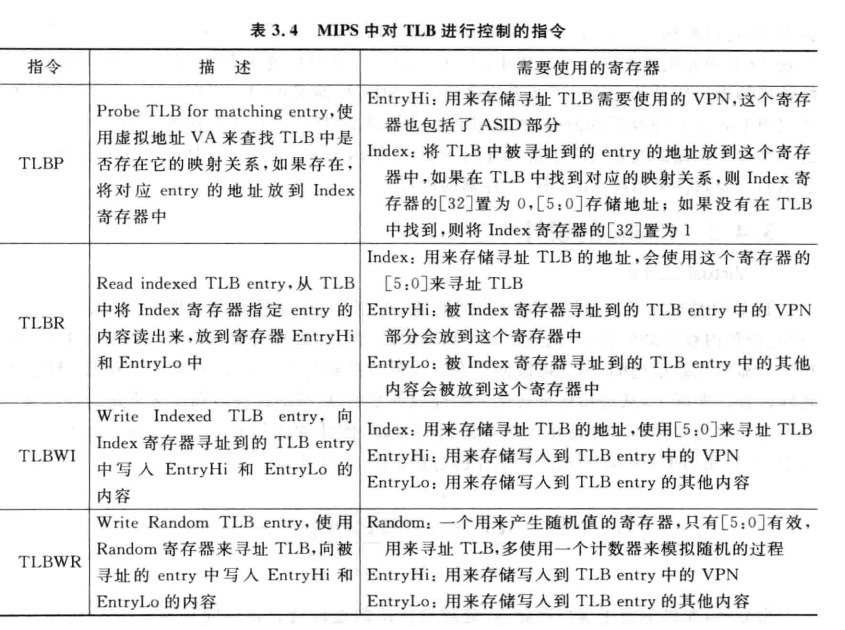 表 3.4 MIPS 中对 TLB 进行控制的指令
指令 描 述 需要使用的寄存器
TLBP
Probe TLB for matching entry,使
用虚拟地址 VA 来查找 TLB 中是
否存在它的映射关系,如果存在,
将对应 entry 的地址放到 Index
寄存器中
EntryHi: 用来存储寻址 TLB 需要使用的 VPN,这个寄存
器也包括了 ASID 部分
Index: 将 TLB 中被寻址到的 entry 的地址放到这个寄存
器中,如果在 TLB 中找到对应的映射关系,则 Index 寄
存器的[32]置为 0,[5:0]存储地址; 如果没有在 TLB
中找到,则将 Index 寄存器的[32]置为 1
TLBR
Read indexed TLB entry,从 TLB
中将 Index 寄存器指定 entry 的
内容读出来,放到寄存器 EntryHi
和 EntryLo 中
Index: 用来存储寻址 TLB 的地址,会使用这个寄存器的
[5:0]来寻址 TLB
EntryHi: 被 Index 寄存器寻址到的 TLB entry 中的 VPN
部分会放到这个寄存器中
EntryLo: 被 Index 寄存器寻址到的 TLB entry 中的其他
内容会被放到这个寄存器中
TLBWI
Write Indexed TLB entry,向
Index 寄存器寻址到的 TLB entry
中写入 EntryHi 和 EntryLo 的
内容
Index: 用来存储寻址 TLB 的地址,使用[5:0]来寻址 TLB
EntryHi: 用来存储写入到 TLB entry 中的 VPN
EntryLo: 用来存储写入到 TLB entry 的其他内容
TLBWR
Write Random TLB entry,使用
Random 寄存器来寻址 TLB,向被
寻址的 entry 中写入 EntryHi 和
EntryLo 的内容
Random: 一个用来产生随机值的寄存器,只有[5:0]有效,
用来寻址 TLB,多使用一个计数器来模拟随机的过程
EntryHi: 用来存储写入到 TLB entry 中的 VPN
EntryLo: 用来存储写入到 TLB entry 的其他内容